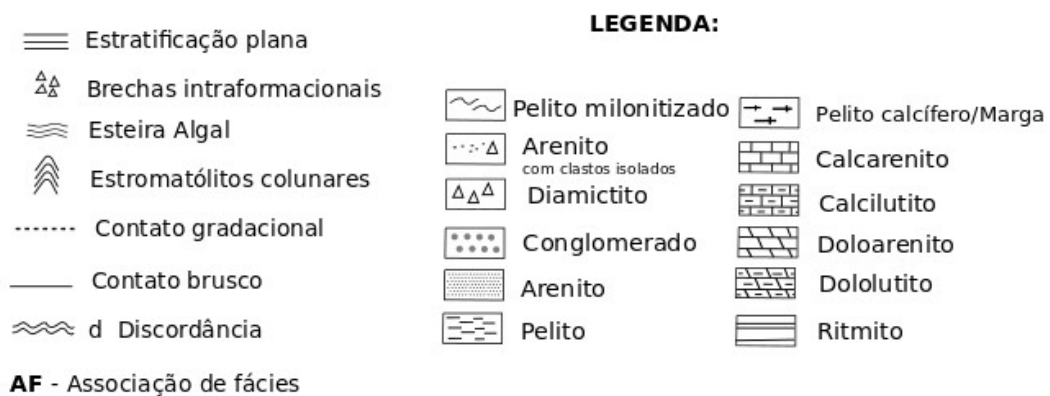 LEGENDA:
Estratificação plana
Brechas intraformacionais
Esteira Algal
Estromatólitos colunares
Contato gradacional
Contato brusco
d Discordância
AF - Associação de fácies
Pelito milonitizado
Arenito
com clastos isolados
Diamictito
Conglomerado
Arenito
Pelito
Pelito calcífero/Marga
Calcarenito
Calcilutito
Doloarenito
Dololutito
Ritmito